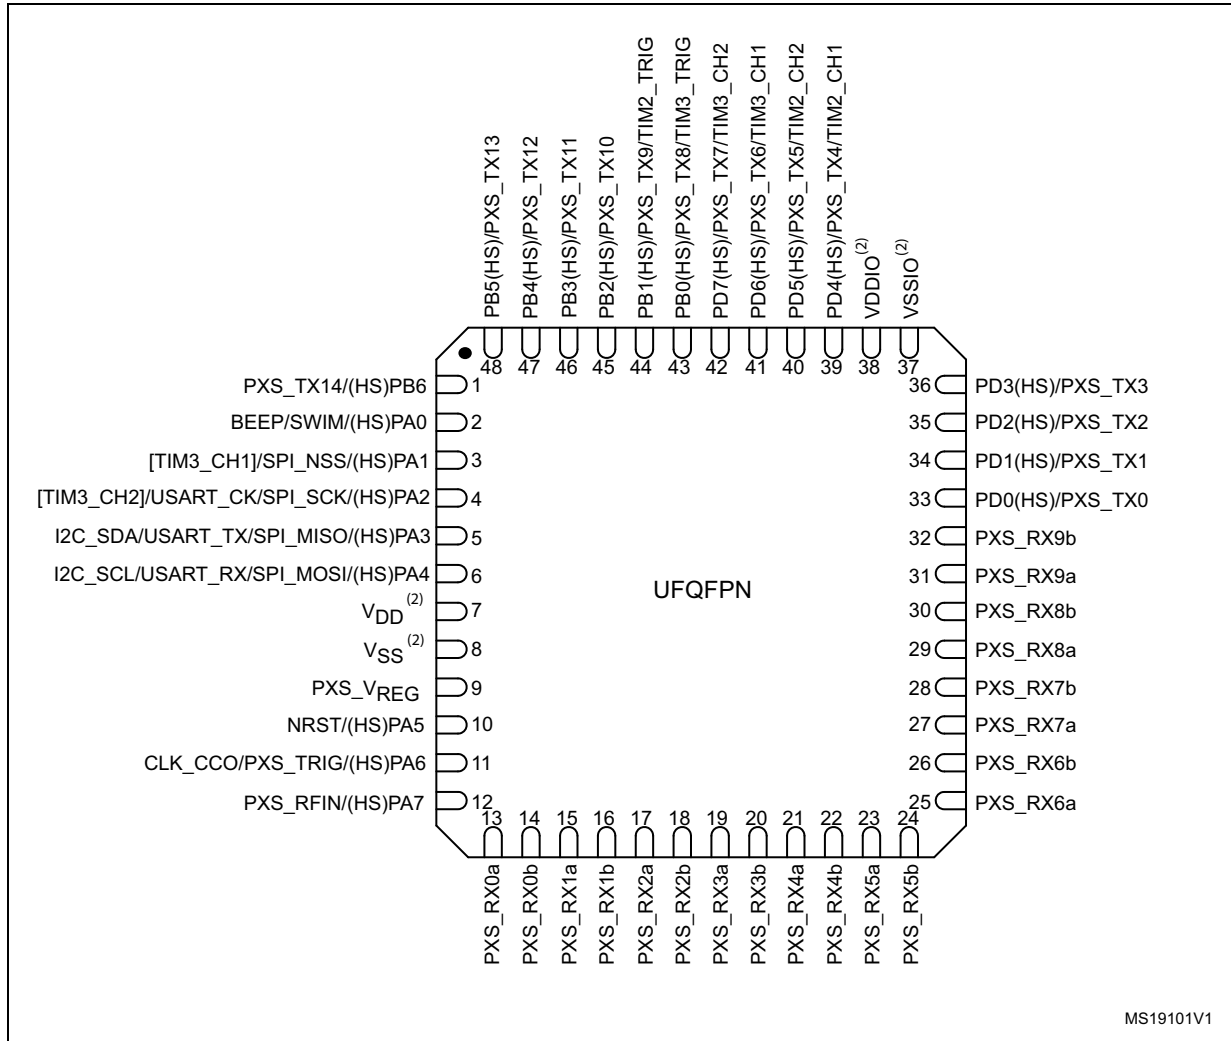 PB5(HS)/PXS_TX13
PB4(HS)/PXS_TX12
PB3(HS)/PXS_TX11
PB2(HS)/PXS_TX10
PB1(HS)/PXS_TX9/TIM2_TRIG
PB0(HS)/PXS_TX8/TIM3_TRIG
PD7(HS)/PXS_TX7/TIM3_CH2
PD6(HS)/PXS_TX6/TIM3_CH1
PD5(HS)/PXS_TX5/TIM2_CH2
PD4(HS)/PXS_TX4/TIM2_CH1
VDDIO(2)
VSSIO(2)
48 47 46 45 44 43 42 41 40 39 38 37
PXS_TX14/(HS)PB6 1
BEEP/SWIM/(HS)PA0 2
[TIM3_CH1]/SPI_NSS/(HS)PA1 3
[TIM3_CH2]/USART_CK/SPI_SCK/(HS)PA2 4
I2C_SDA/USART_TX/SPI_MISO/(HS)PA3 5
I2C_SCL/USART_RX/SPI_MOSI/(HS)PA4 6
VDD(2) 7
VSS(2) 8
PXS_VREG 9
NRST/(HS)PA5 10
CLK_CCO/PXS_TRIG/(HS)PA6 11
PXS_RFIN/(HS)PA7 12
UFQFPN
36 PD3(HS)/PXS_TX3
35 PD2(HS)/PXS_TX2
34 PD1(HS)/PXS_TX1
33 PD0(HS)/PXS_TX0
32 PXS_RX9b
31 PXS_RX9a
30 PXS_RX8b
29 PXS_RX8a
28 PXS_RX7b
27 PXS_RX7a
26 PXS_RX6b
25 PXS_RX6a
13 14 15 16 17 18 19 20 21 22 23 24
PXS_RX0a
PXS_RX0b
PXS_RX1a
PXS_RX1b
PXS_RX2a
PXS_RX2b
PXS_RX3a
PXS_RX3b
PXS_RX4a
PXS_RX4b
PXS_RX5a
PXS_RX5b
MS19101V1